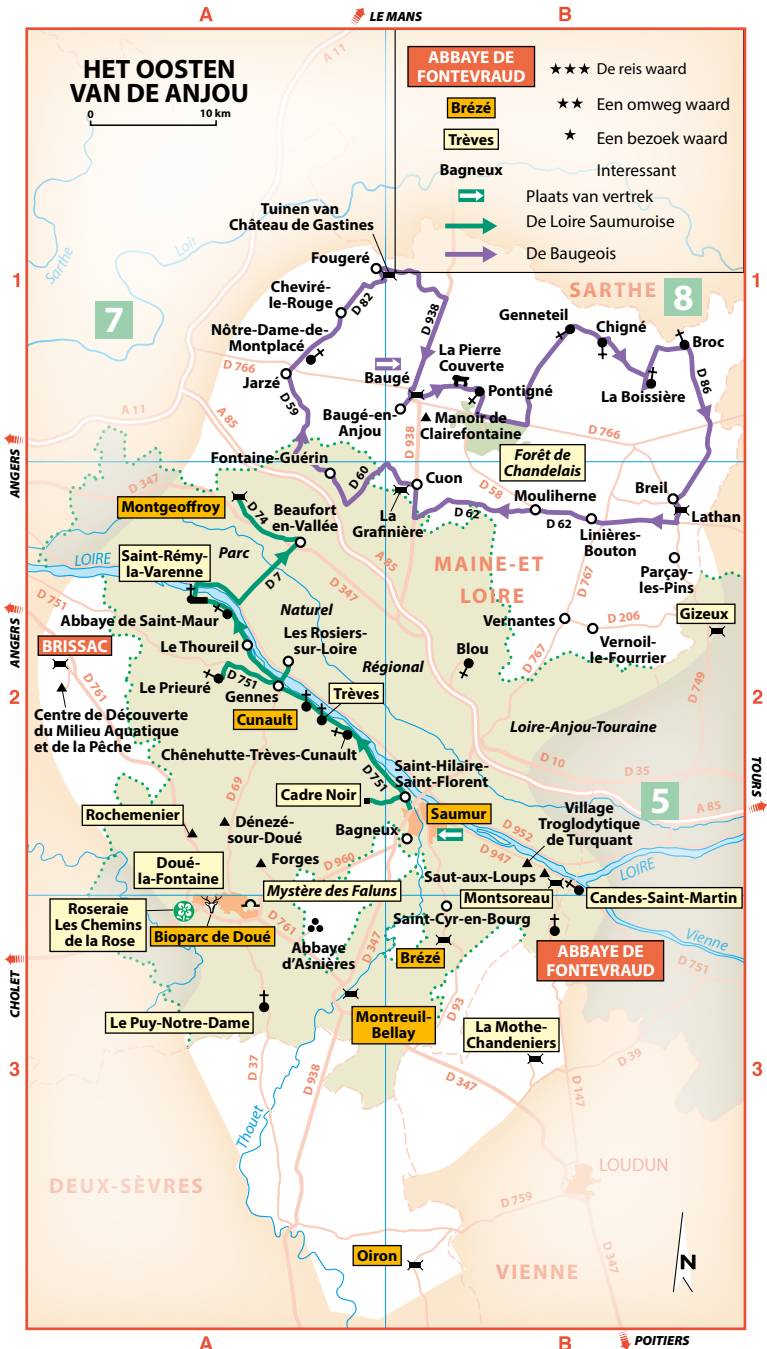 A
LE MANS
B
HET OOSTEN
VAN DE ANJOU
0
10 km
A 11
ABBAYE DE
FONTEVRAUD
★★★ De reis waard
Brézé
★★ Een omweg waard
Trèves
★ Een bezoek waard
Bagneux
Interessant
Plaats van vertrek
De Loire Saumuroise
De Baugeois
Tuinen van
Château de Gastines
Loir
Sarthe
Fougeré
1
1
SARTHE
8
7
Cheviré-
le-Rouge
D 82
D 938
Genneteil
Chigné
Broc
Nôtre-Dame-de-
Montplacé
La Pierre
Couverte
D 766
Jarzé
Baugé
Pontigné
La Boissière
D 86
D 59
A 11
A 85
Baugé-en-
Anjou
Manoir de
Clairefontaine
D 938
D 766
ANGERS
Fontaine-Guérin
Forêt de
Chandelais
D 347
D 60
Cuon
D 58
Montgeoffroy
D 74
Beaufort
en-Vallée
La
Grafinière
Mouliherne
Breil
D 62
D 62
Lathan
Linières-
Bouton
LOIRE
Saint-Rémy-
la-Varenne
Parc
A 85
MAINE-ET
LOIRE
Parçay-
les-Pins
D 7
D 347
D 767
D 751
Abbaye de Saint-Maur
Naturel
D 206
Gizeux
ANGERS
Vernantes
Vernoil-
le-Fourrier
BRISSAC
Le Thoureil
Les Rosiers-
sur-Loire
Régional
Blou
D 767
D 761
Le Prieuré
D 751
Gennes
Trèves
D 749
2
2
Centre de Découverte
du Milieu Aquatique
et de la Pêche
Cunault
Loire-Anjou-Touraine
Chênehutte-Trèves-Cunault
D 10
D 35
D 69
D 751
Saint-Hilaire-
Saint-Florent
TOURS
5
A 85
Cadre Noir
Saumur
Village
Troglodytique
de Turquant
Rochemenier
Dénezé-
sour-Doué
Bagneux
D 952
D 947
Doué-
la-Fontaine
Forges
D 960
Saut-aux-Loups
LOIRE
Mystère des Faluns
Montsoreau
Candes-Saint-Martin
Roseraie
Les Chemins
de la Rose
Bioparc de Doué
D 761
Saint-Cyr-en-Bourg
Vienne
Abbaye
d'Asnières
D 347
Brézé
ABBAYE DE
FONTEVRAUD
D 751
CHOLET
Le Puy-Notre-Dame
Montreuil-
Bellay
D 93
La Mothe-
Chandeniers
3
3
D 37
D 938
D 347
D 39
D 147
Thouet
LOUDUN
DEUX-SÈVRES
D 759
Oiron
VIENNE
D 347
N
A
B
POITIERS